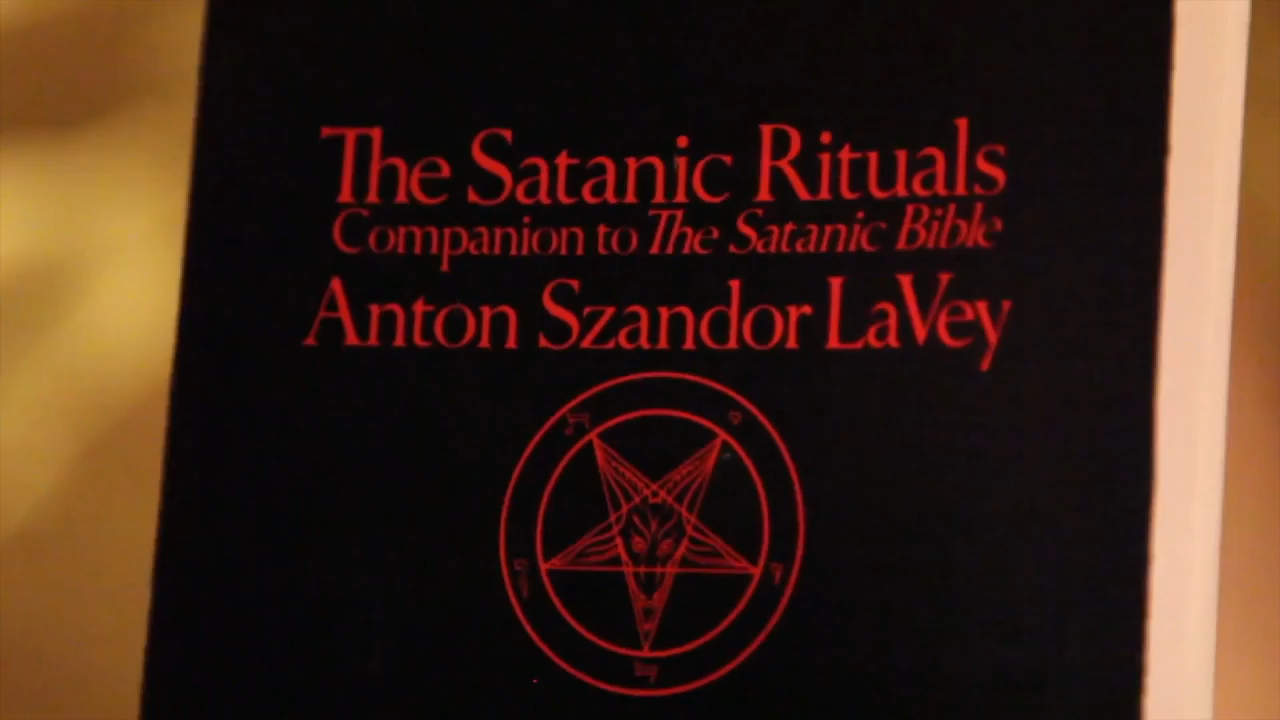 The Satanic Rituals
Companion to The Satanic Bible
Anton Szandor LaVey